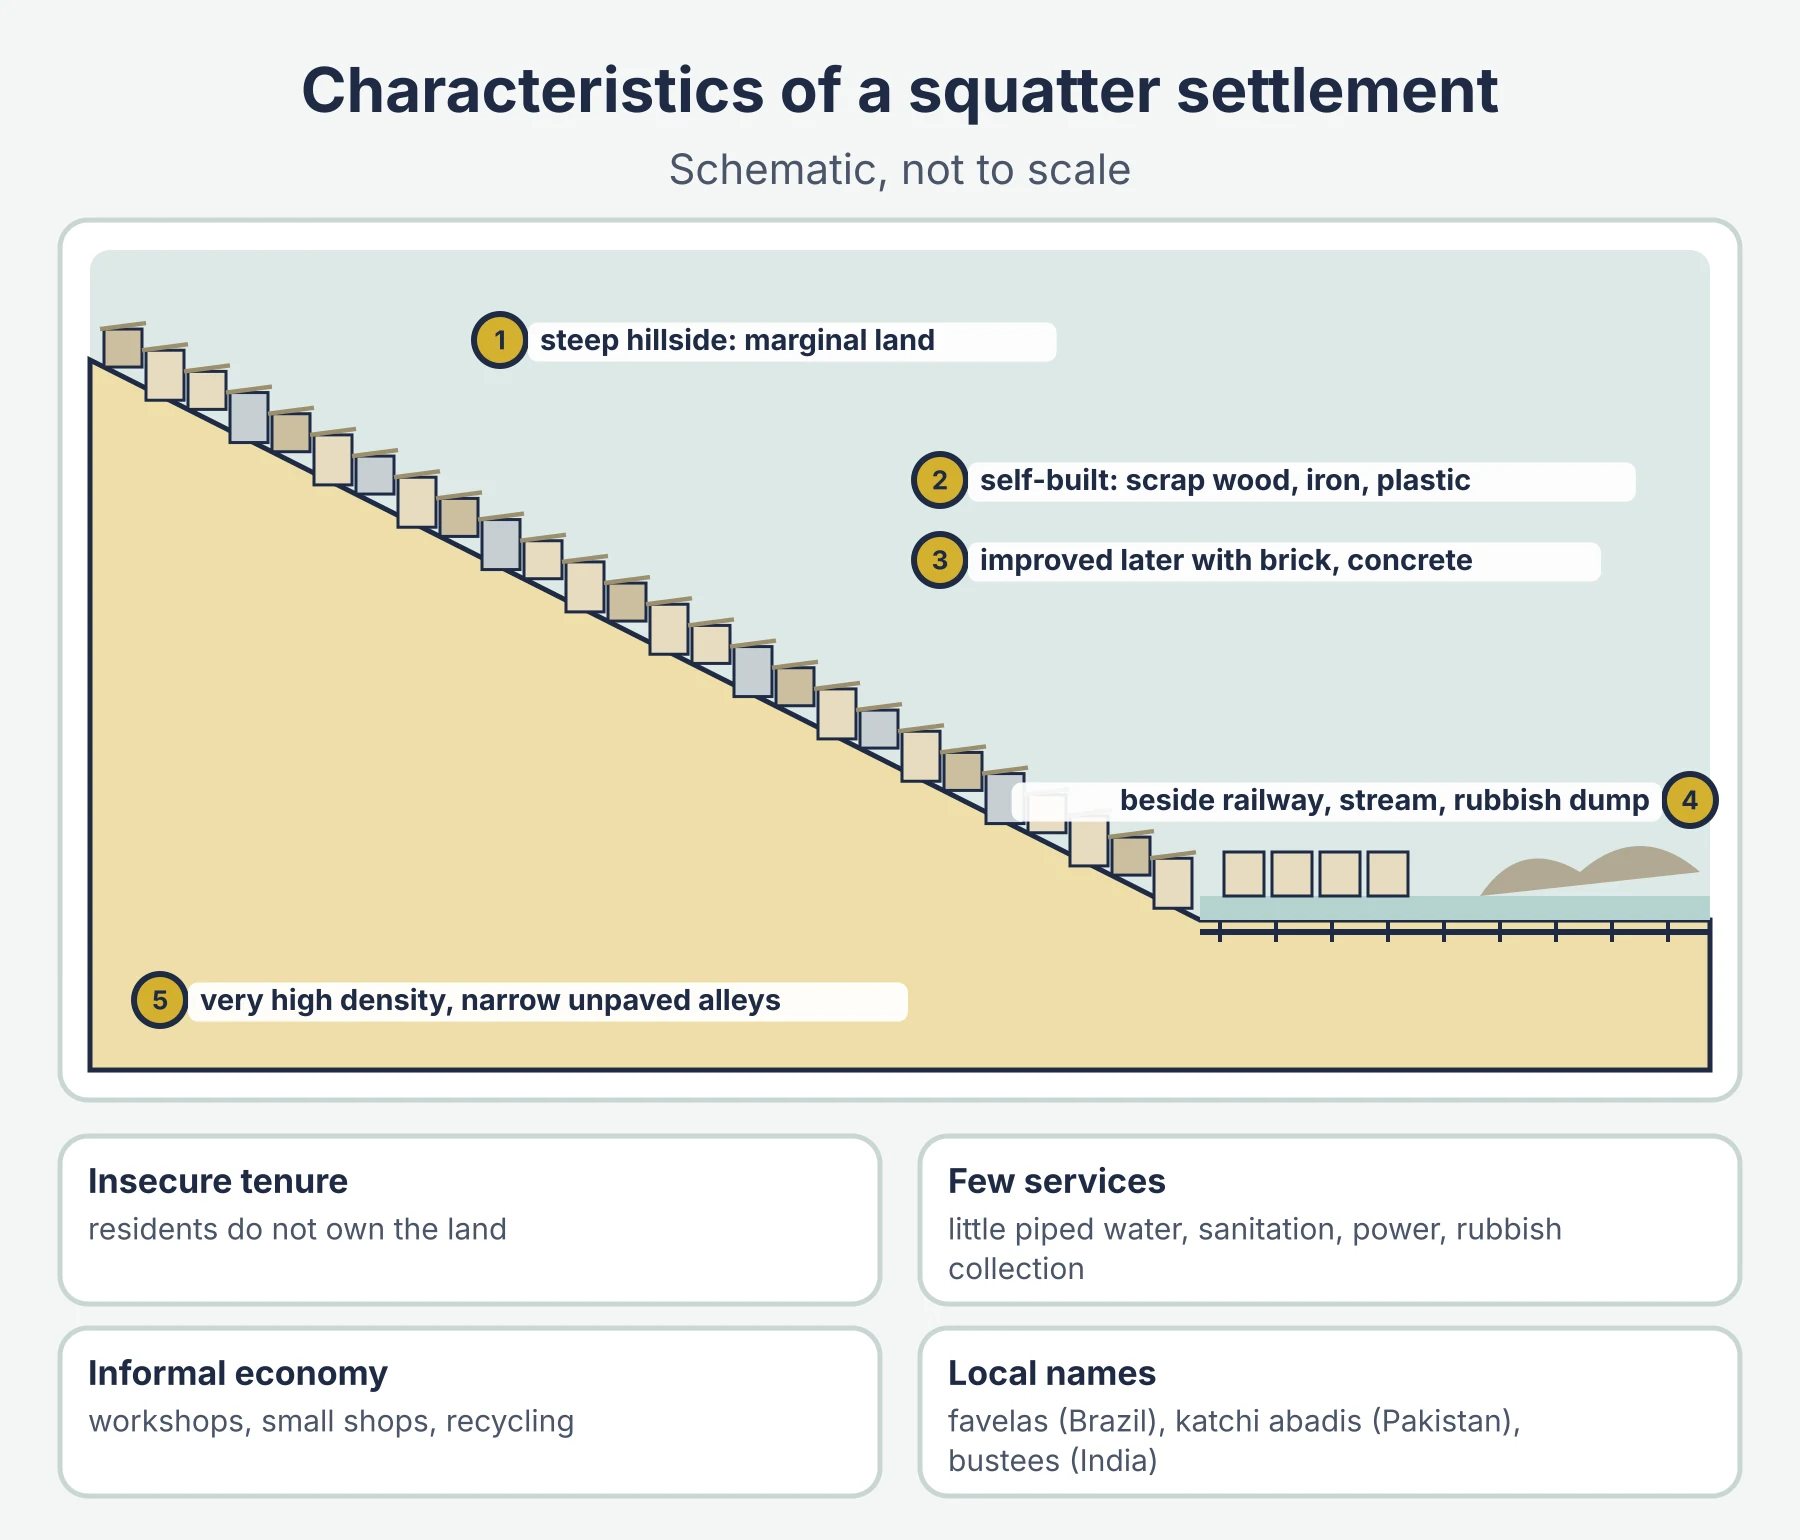 Characteristics of a squatter settlement
Schematic, not to scale
1 steep hillside: marginal land
2 self-built: scrap wood, iron, plastic
3 improved later with brick, concrete
beside railway, stream, rubbish dump 4
5 very high density, narrow unpaved alleys
Insecure tenure
residents do not own the land
Few services
little piped water, sanitation, power, rubbish
collection
Informal economy
workshops, small shops, recycling
Local names
favelas (Brazil), katchi abadis (Pakistan),
bustees (India)